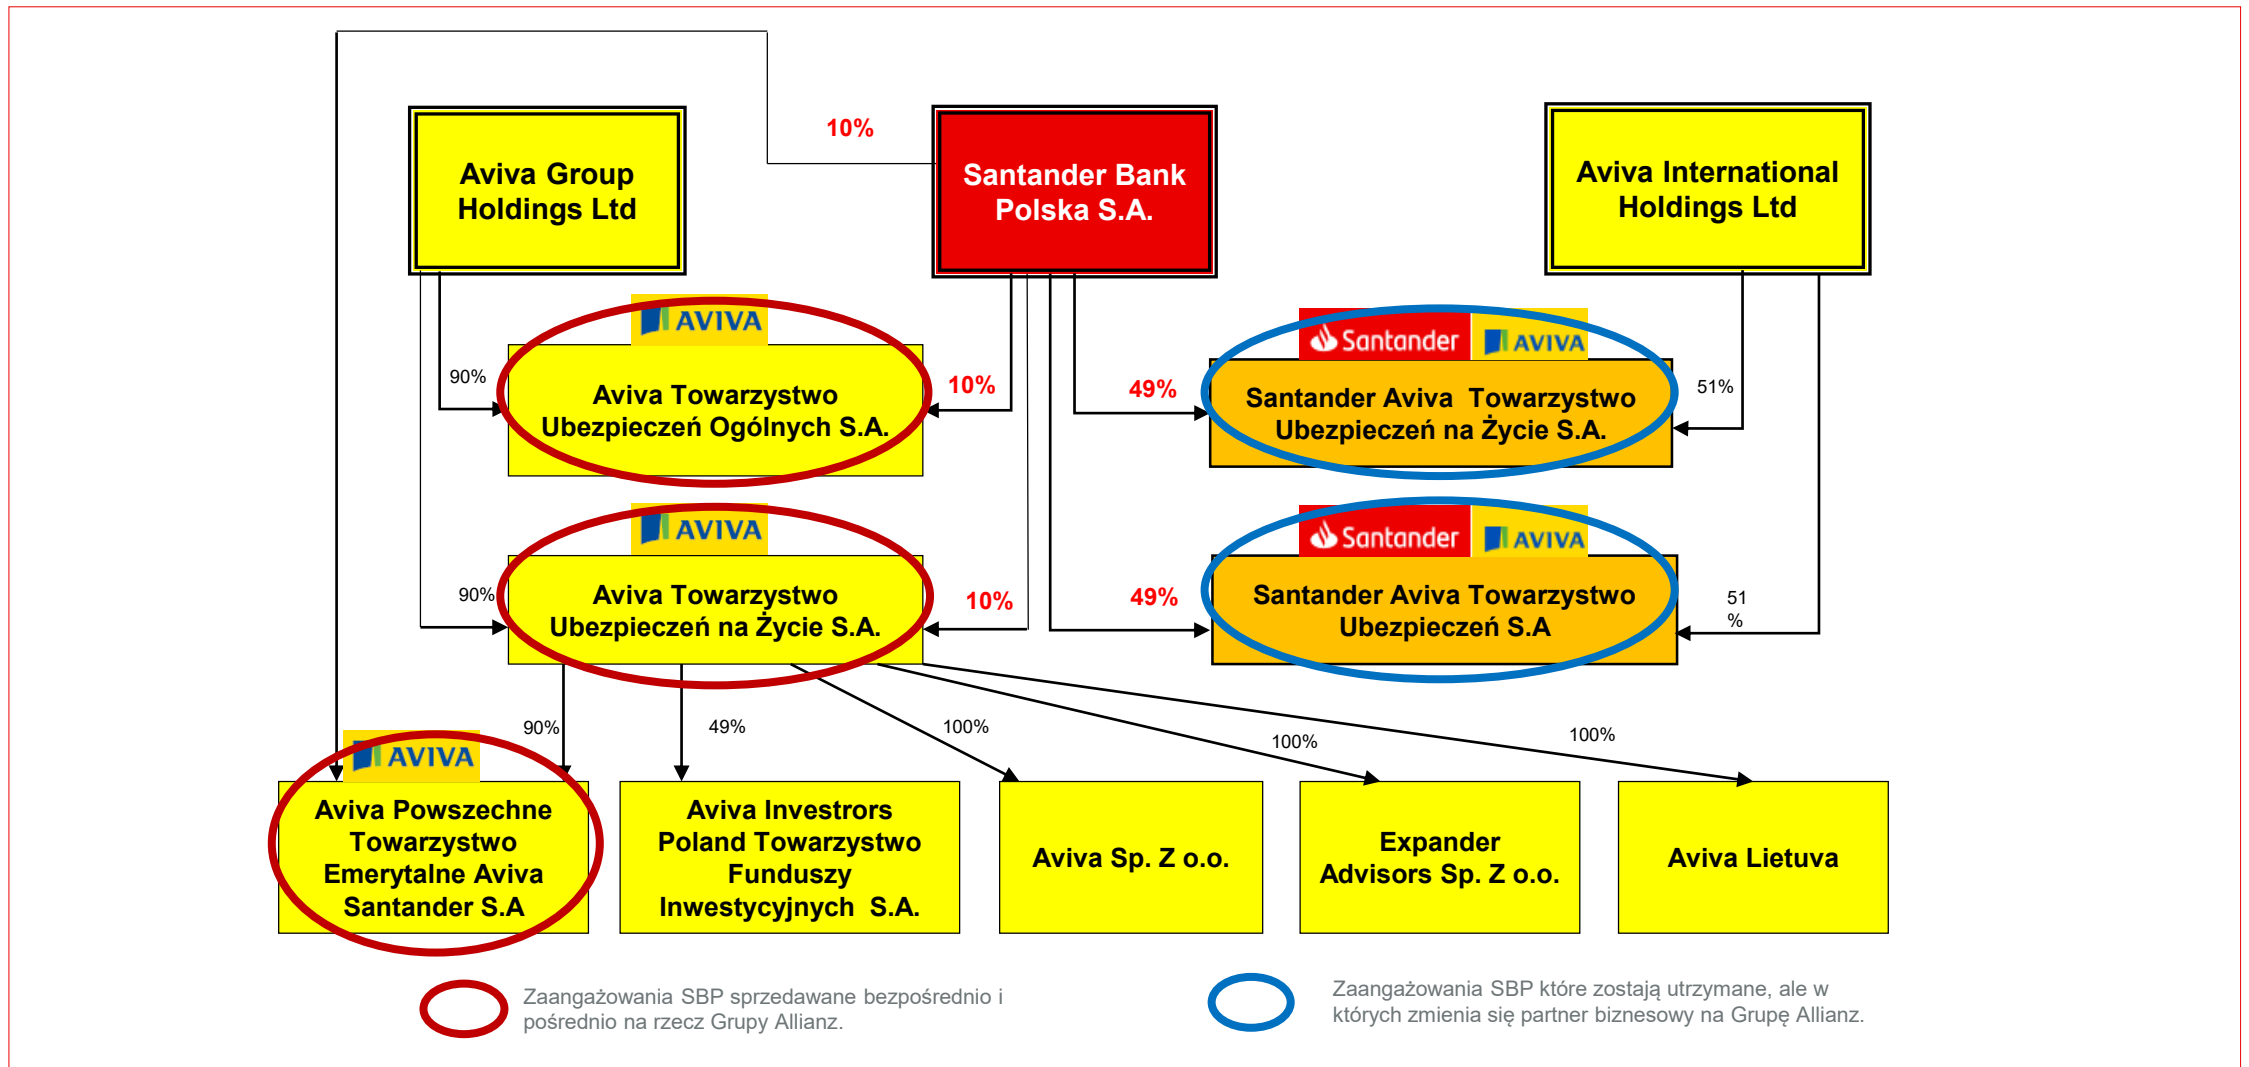 10%
Aviva Group
Holdings Ltd
Santander Bank
Polska S.A.
Aviva International
Holdings Ltd
AVIVA
Santander
AVIVA
90%
Aviva Towarzystwo
Ubezpieczeń Ogólnych S.A.
10%
49%
Santander Aviva  Towarzystwo
Ubezpieczeń na Życie S.A.
51%
AVIVA
Santander
AVIVA
90%
Aviva Towarzystwo
Ubezpieczeń na Życie S.A.
10%
49%
Santander Aviva Towarzystwo
Ubezpieczeń S.A
51
%
90%
49%
100%
100%
100%
AVIVA
Aviva Powszechne
Towarzystwo
Emerytalne Aviva
Santander S.A
Aviva Investrors
Poland Towarzystwo
Funduszy
Inwestycyjnych  S.A.
Aviva Sp. Z o.o.
Expander
Advisors Sp. Z o.o.
Aviva Lietuva
Zaangażowania SBP sprzedawane bezpośrednio i
pośrednio na rzecz Grupy Allianz.
Zaangażowania SBP które zostają utrzymane, ale w
których zmienia się partner biznesowy na Grupę Allianz.